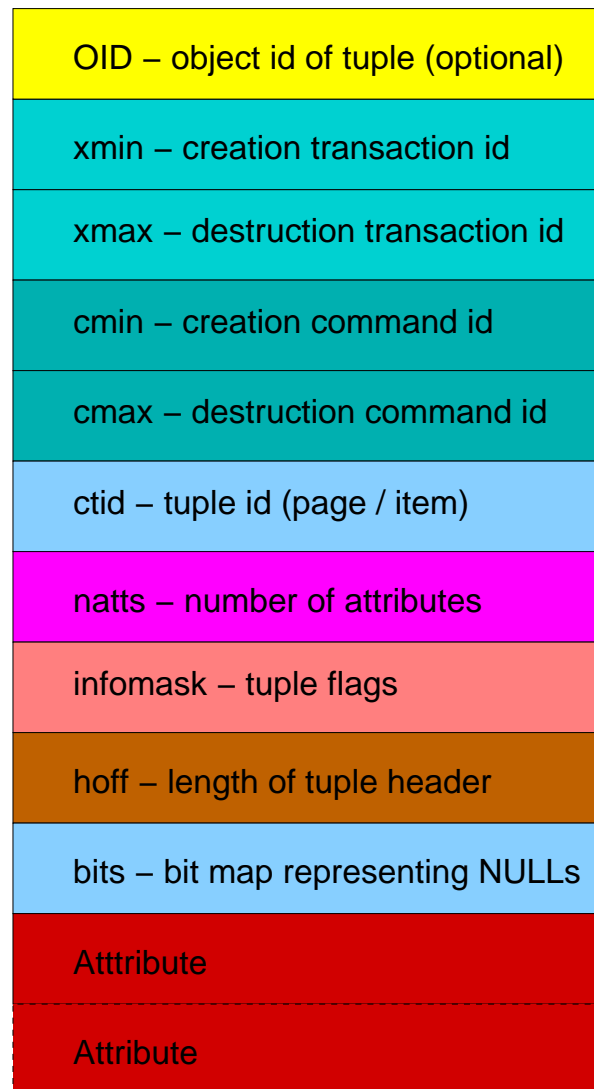 OID – object id of tuple (optional)
xmin – creation transaction id
xmax – destruction transaction id
cmin – creation command id
cmax – destruction command id
ctid – tuple id (page / item)
natts – number of attributes
infomask – tuple flags
hoff – length of tuple header
bits – bit map representing NULLs
Atttribute
Attribute